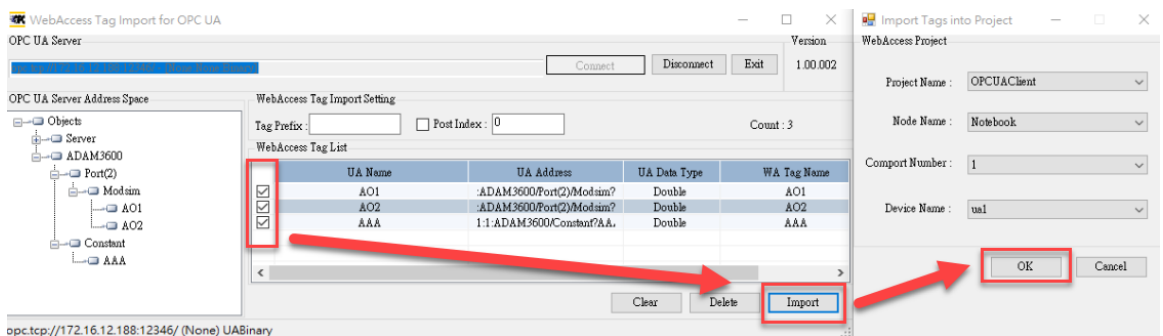 WebAccess Tag Import for OPC UA
OPC UA Server
Version
Connect
Disconnect
Exit
1.00.002
OPC UA Server Address Space
Objects
Server
ADAM3600
Port(2)
Modsim
AO1
AO2
Constant
AAA
WebAccess Tag Import Setting
Tag Prefix :
Post Index : 0
Count : 3
WebAccess Tag List
UA Name UA Address UA Data Type WA Tag Name
AO1 :ADAM3600/Port(2)/Modsim? Double AO1
AO2 :ADAM3600/Port(2)/Modsim? Double AO2
AAA 1:1:ADAM3600/Constant?AA. Double AAA
Clear
Delete
Import
opc.tcp://172.16.12.188:12346/ (None) UABinary
Import Tags into Project
WebAccess Project
Project Name : OPCUAClient
Node Name : Notebook
Comport Number : 1
Device Name : ua1
OK
Cancel